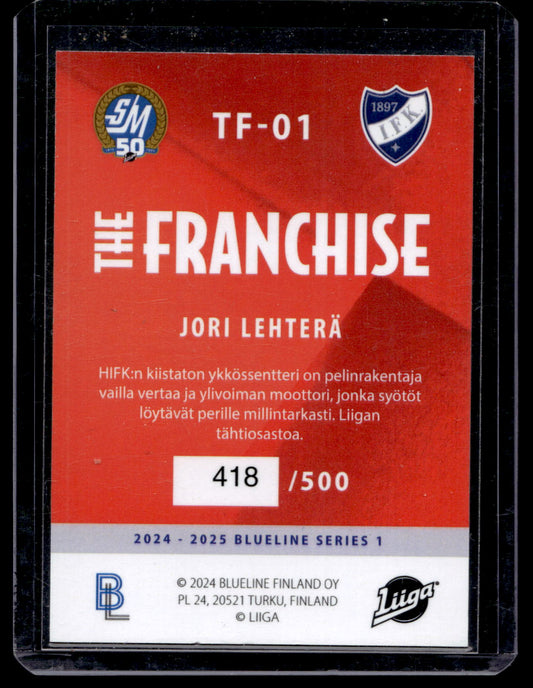 SM
50
TF-01
1897
I.F.K.
THE FRANCHISE
JORI LEHTERÄ
HIFK:n kiistaton ykkössentteri on pelinrakentaja
vailla vertaa ja ylivoiman moottori, jonka syötöt
löytävät perille millintarkasti. Liigan
tähtiosastoa.
418 /500
2024 - 2025 BLUELINE SERIES 1
BL
© 2024 BLUELINE FINLAND OY
PL 24, 20521 TURKU, FINLAND
© LIIGA
Liiga